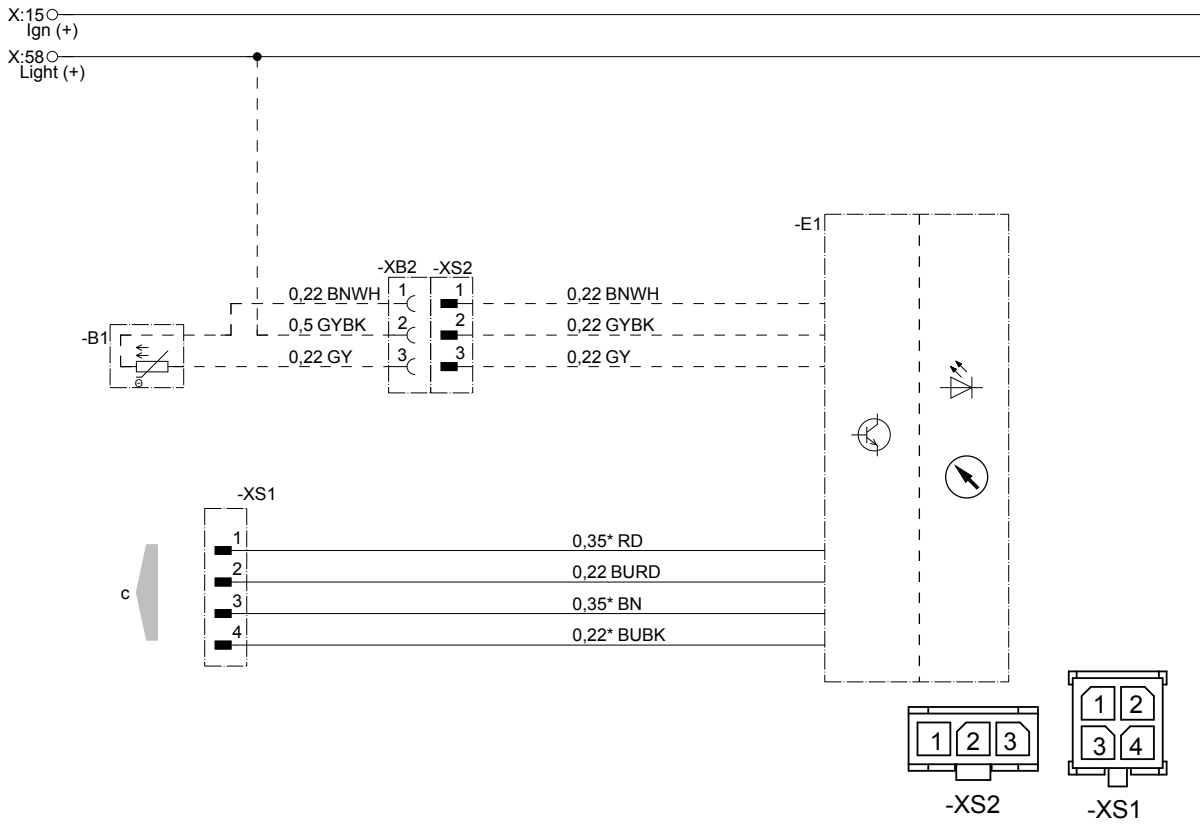 X:15
Ign (+)
X:58
Light (+)
-E1
-XB2 -XS2
0,22 BNWH 1 1 0,22 BNWH
0,5 GYBK 2 2 0,22 GYBK
-B1
0,22 GY 3 3 0,22 GY
-XS1
1 0,35* RD
2 0,22 BURD
c
3 0,35* BN
4 0,22* BUBK
1 2 3
-XS2
1 2
3 4
-XS1